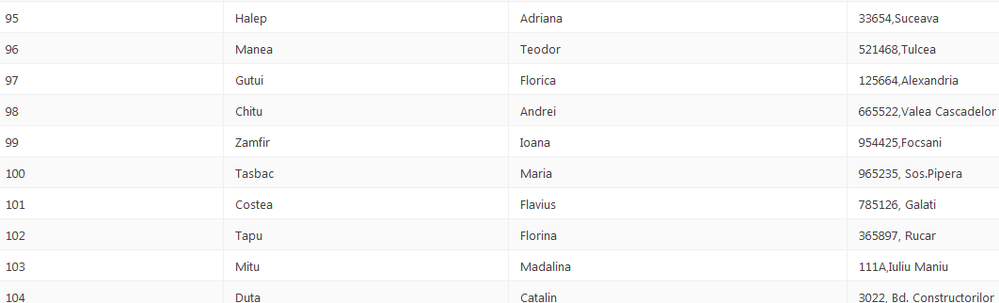 95 Halep Adriana 33654,Suceava
96 Manea Teodor 521468,Tulcea
97 Gutui Florica 125664,Alexandria
98 Chitu Andrei 665522,Valea Cascadelor
99 Zamfir Ioana 954425,Focsani
100 Tasbac Maria 965235, Sos.Pipera
101 Costea Flavius 785126, Galati
102 Tapu Florina 365897, Rucar
103 Mitu Madalina 111A,Iuliu Maniu
104 Duta Catalin 3022, Bd. Constructorilor